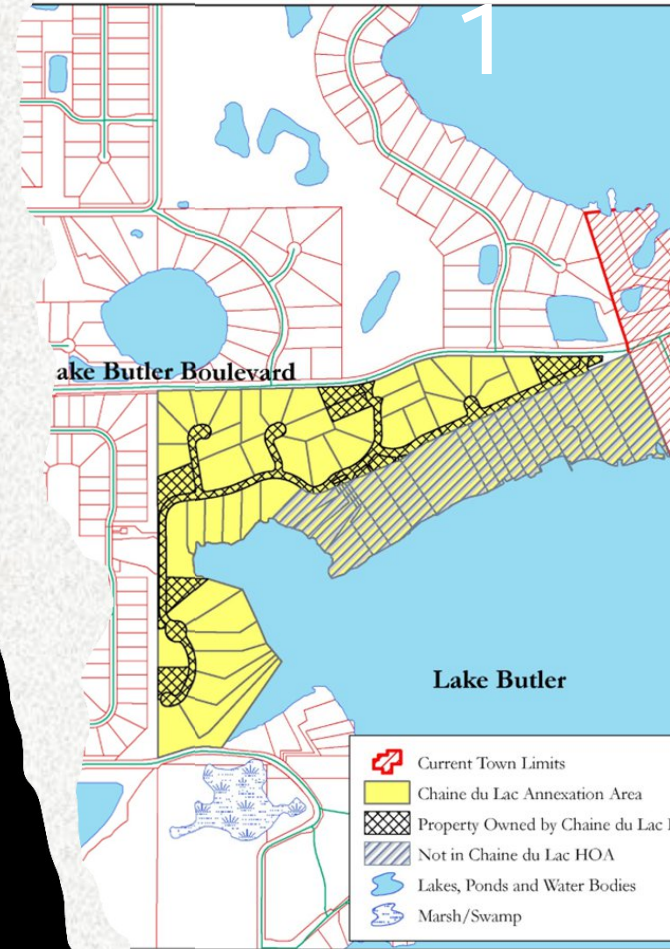 1
ake Butler Boulevard
Lake Butler
Current Town Limits
Chaine du Lac Annexation Area
Property Owned by Chaine du Lac
Not in Chaine du Lac HOA
Lakes, Ponds and Water Bodies
Marsh/Swamp